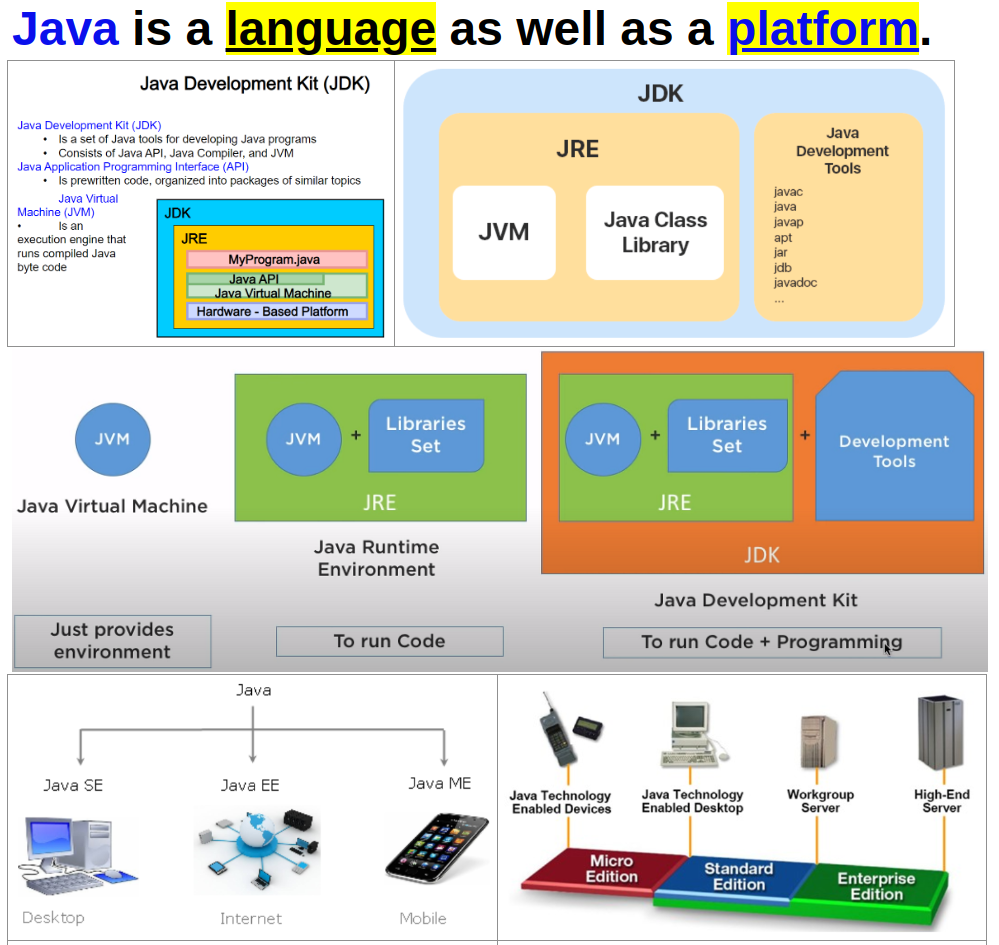 Java is a language as well as a platform.
Java Development Kit (JDK)
Java Development Kit (JDK)
• Is a set of Java tools for developing Java programs
• Consists of Java API, Java Compiler, and JVM
Java Application Programming Interface (API)
• Is prewritten code, organized into packages of similar topics
Java Virtual
Machine (JVM)
• Is an
execution engine that
runs compiled Java
byte code
JDK
JRE
MyProgram.java
Java API
Java Virtual Machine
Hardware - Based Platform
JDK
JRE
JVM
Java Class
Library
Java
Development
Tools
javac
java
javap
apt
jar
jdb
javadoc
...
JVM
Java Virtual Machine
Just provides
environment
JVM + Libraries
Set
JRE
Java Runtime
Environment
To run Code
JVM + Libraries
Set
JRE
+
Development
Tools
JDK
Java Development Kit
To run Code + Programming
Java
Java SE
Java EE
Java ME
Desktop
Internet
Mobile
Java Technology
Enabled Devices
Java Technology
Enabled Desktop
Workgroup
Server
High-End
Server
Micro
Edition
Standard
Edition
Enterprise
Edition